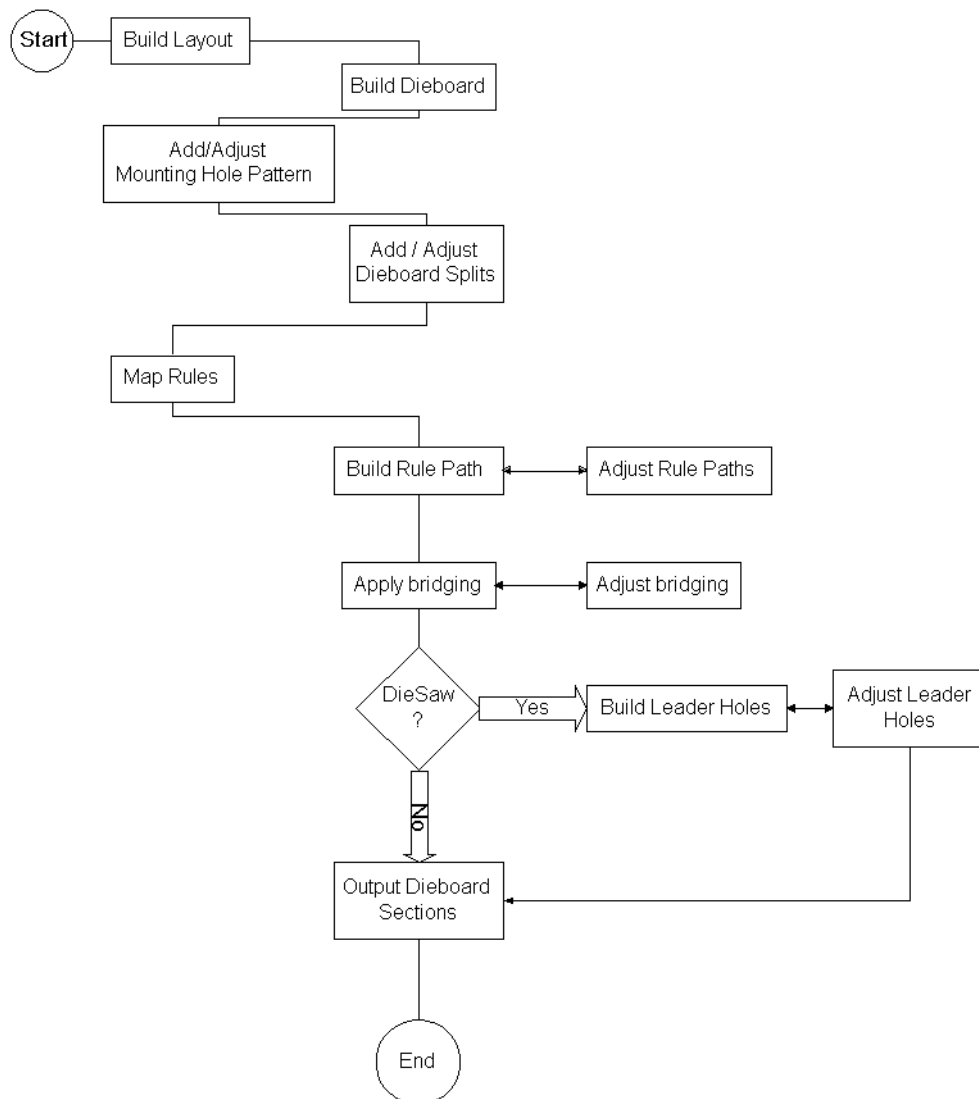 Start
Build Layout
Build Dieboard
Add/Adjust
Mounting Hole Pattern
Add / Adjust
Dieboard Splits
Map Rules
Build Rule Path
Adjust Rule Paths
Apply bridging
Adjust bridging
DieSaw
?
Yes
Build Leader Holes
Adjust Leader
Holes
No
Output Dieboard
Sections
End